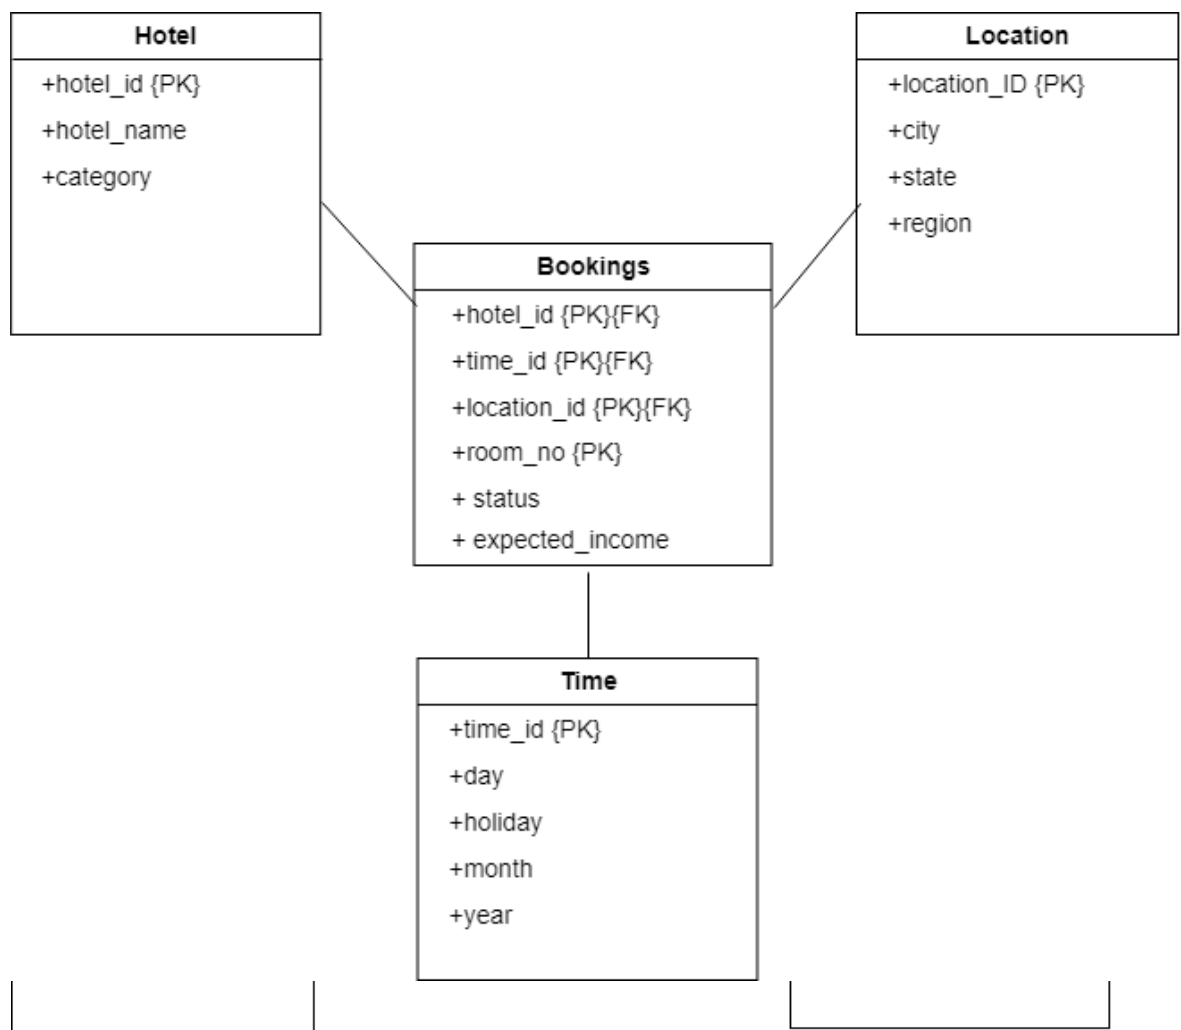 Hotel
+hotel_id {PK}
+hotel_name
+category
Location
+location_ID {PK}
+city
+state
+region
Bookings
+hotel_id {PK}{FK}
+time_id {PK}{FK}
+location_id {PK}{FK}
+room_no {PK}
+ status
+ expected_income
Time
+time_id {PK}
+day
+holiday
+month
+year